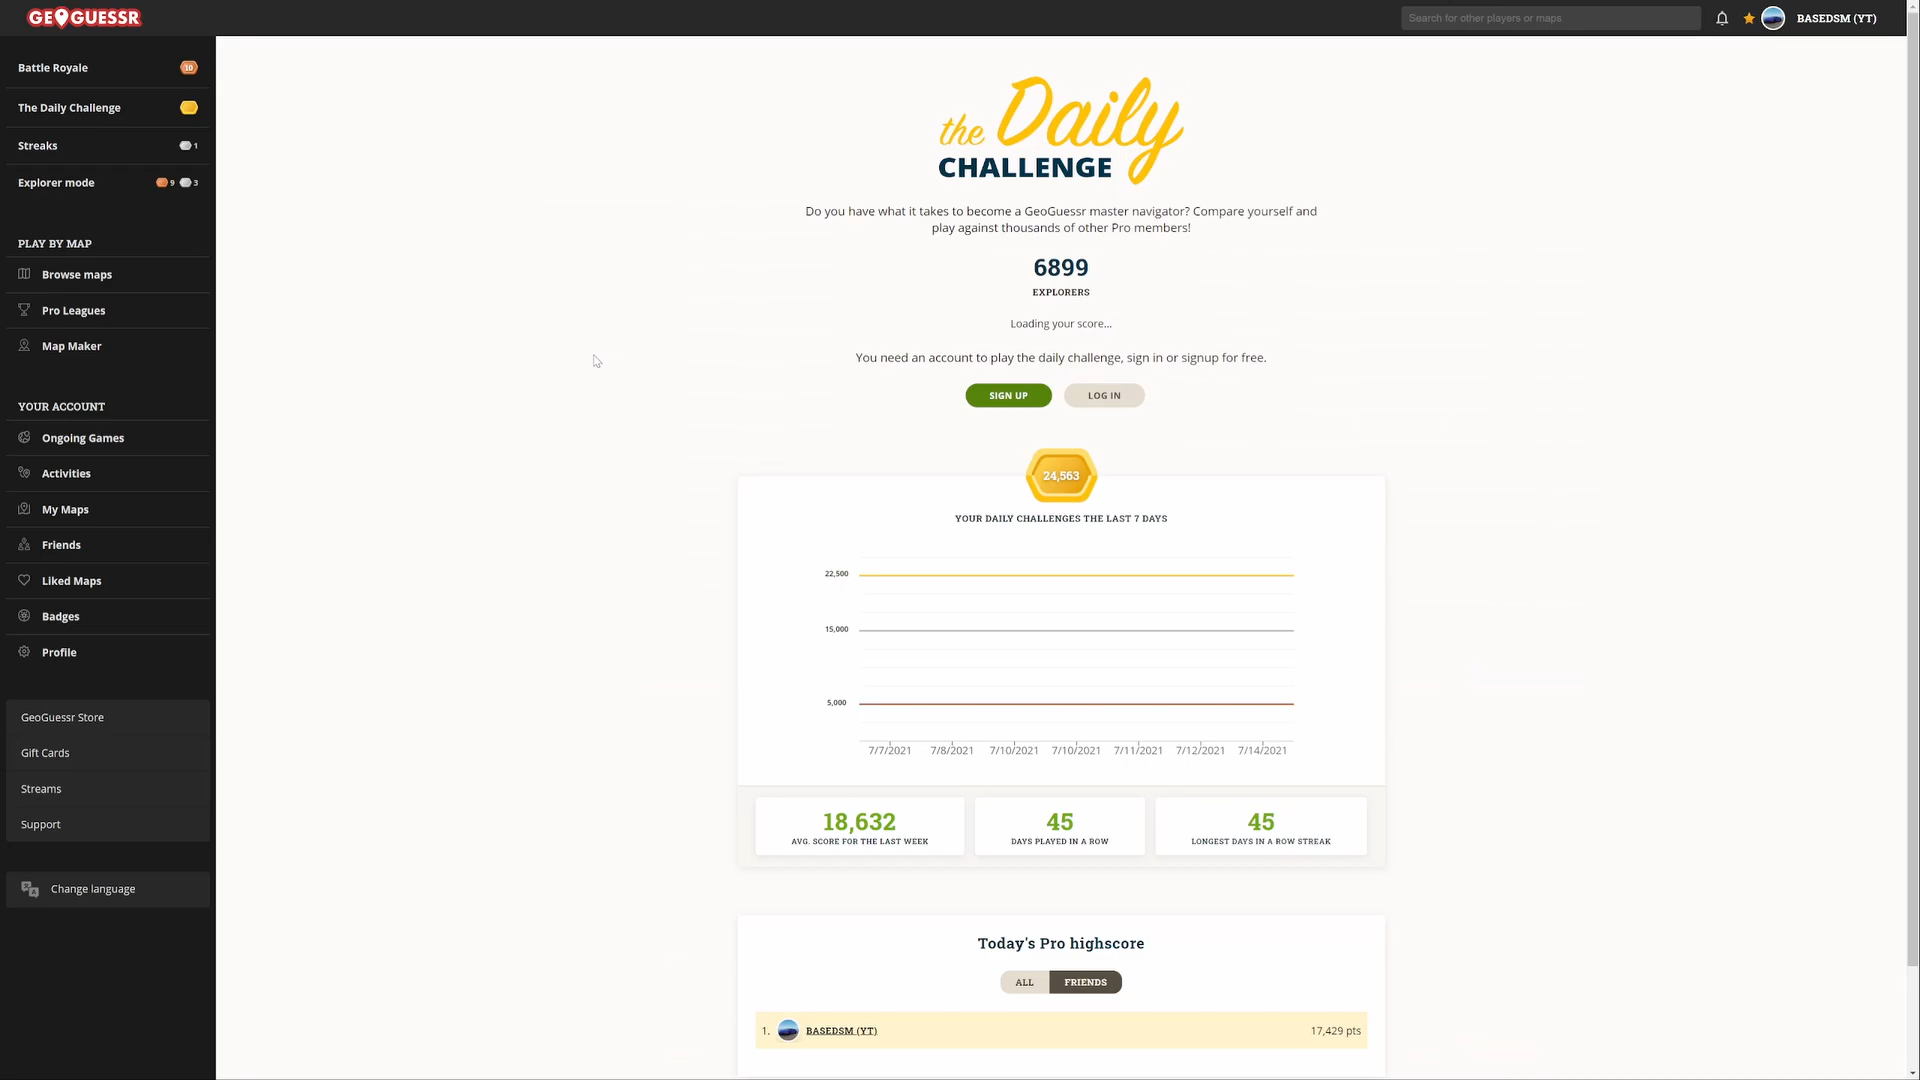 GEOGUESSR
Search for other players or maps
BASEDSM (YT)
Battle Royale 10
The Daily Challenge
Streaks 1
Explorer mode 9 3
PLAY BY MAP
Browse maps
Pro Leagues
Map Maker
YOUR ACCOUNT
Ongoing Games
Activities
My Maps
Friends
Liked Maps
Badges
Profile
GeoGuessr Store
Gift Cards
Streams
Support
Change language
the Daily
CHALLENGE
Do you have what it takes to become a GeoGuessr master navigator? Compare yourself and
play against thousands of other Pro members!
6899
EXPLORERS
Loading your score...
You need an account to play the daily challenge, sign in or signup for free.
SIGN UP LOG IN
24,563
YOUR DAILY CHALLENGES THE LAST 7 DAYS
22,500
15,000
5,000
7/7/2021 7/8/2021 7/10/2021 7/10/2021 7/11/2021 7/12/2021 7/14/2021
18,632 45 45
AVG. SCORE FOR THE LAST WEEK DAYS PLAYED IN A ROW LONGEST DAYS IN A ROW STREAK
Today's Pro highscore
ALL FRIENDS
1. BASEDSM (YT) 17,429 pts